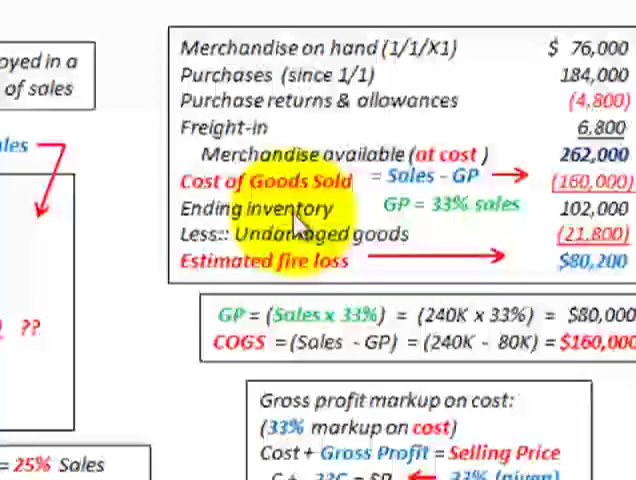 oyed in a
of sales
les
??
= 25% Sales
Merchandise on hand (1/1/X1) $ 76,000
Purchases (since 1/1) 184,000
Purchase returns & allowances (4,800)
Freight-in 6,800
Merchandise available (at cost ) 262,000
Cost of Goods Sold = Sales - GP (160,000)
Ending inventory GP = 33% sales 102,000
Less:: Undamaged goods (21,800)
Estimated fire loss $80,200
GP = (Sales x 33%) = (240K x 33%) = $80,000
COGS = (Sales - GP) = (240K - 80K) = $160,000
Gross profit markup on cost:
(33% markup on cost)
Cost + Gross Profit = Selling Price
C + .33C = SP 33% (given)